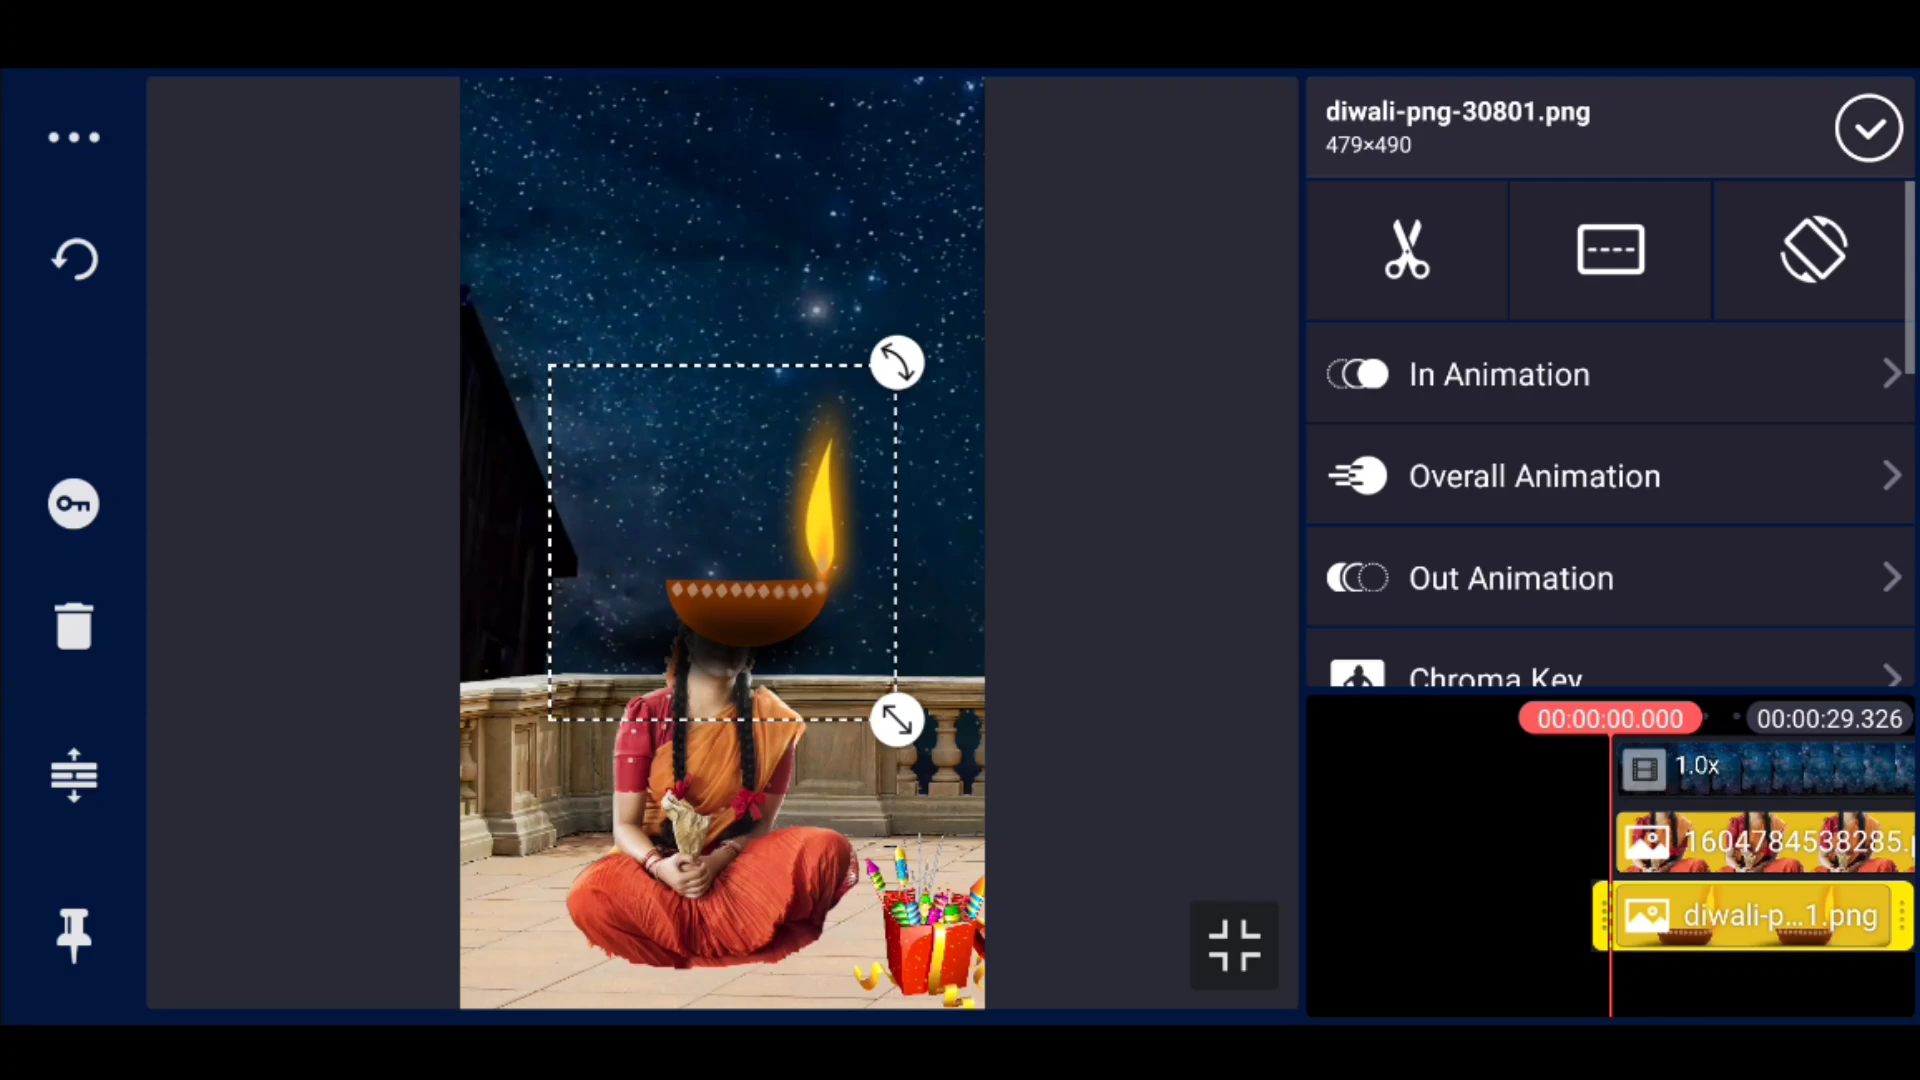 diwali-png-30801.png
479×490
In Animation
Overall Animation
Out Animation
Chroma Key
00:00:00.000
00:00:29.326
1.0x
1604784538285.p
diwali-p...1.png